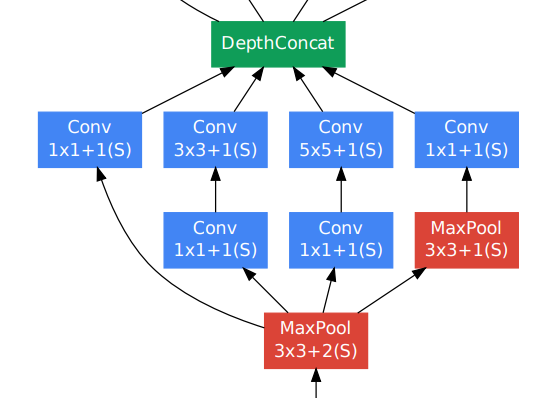 DepthConcat
Conv
1x1+1(S)
Conv
3x3+1(S)
Conv
5x5+1(S)
Conv
1x1+1(S)
Conv
1x1+1(S)
Conv
1x1+1(S)
MaxPool
3x3+1(S)
MaxPool
3x3+2(S)